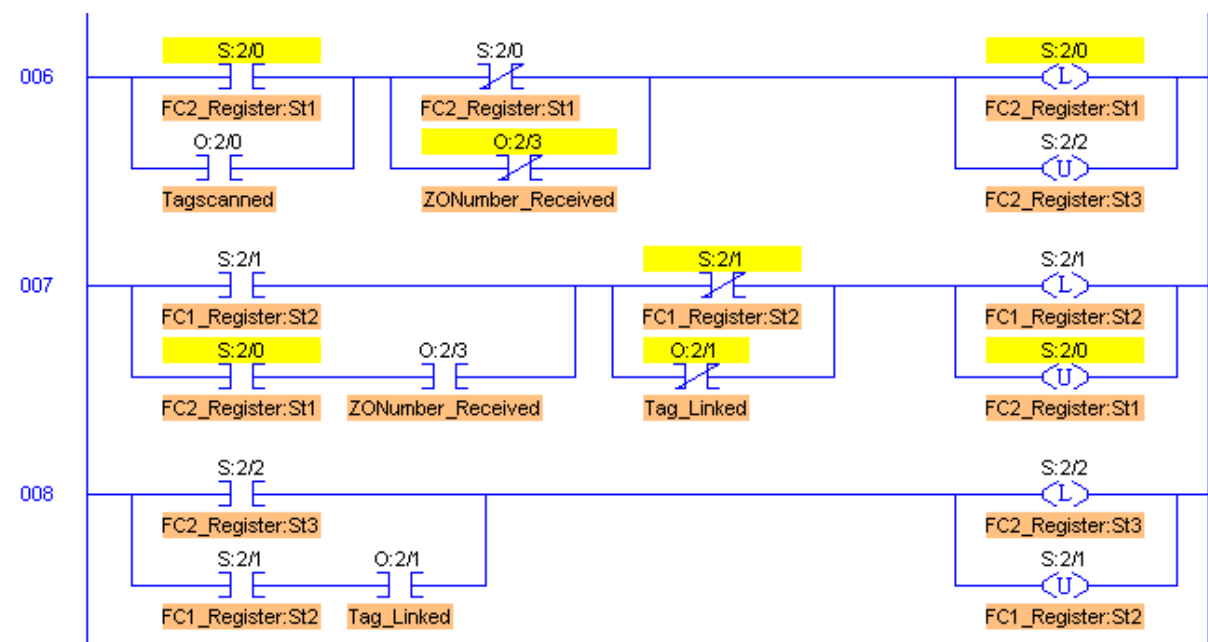 S:2/0 S:2/0 S:2/0
006 L
FC2_Register:St1 FC2_Register:St1 FC2_Register:St1
O:2/0 O:2/3 S:2/2
U
Tagscanned ZONumber_Received FC2_Register:St3
S:2/1 S:2/1 S:2/1
007 L
FC1_Register:St2 FC1_Register:St2 FC1_Register:St2
S:2/0 O:2/3 O:2/1 S:2/0
U
FC2_Register:St1 ZONumber_Received Tag_Linked FC2_Register:St1
S:2/2 S:2/2
008 L
FC2_Register:St3 FC2_Register:St3
S:2/1 O:2/1 S:2/1
U
FC1_Register:St2 Tag_Linked FC1_Register:St2